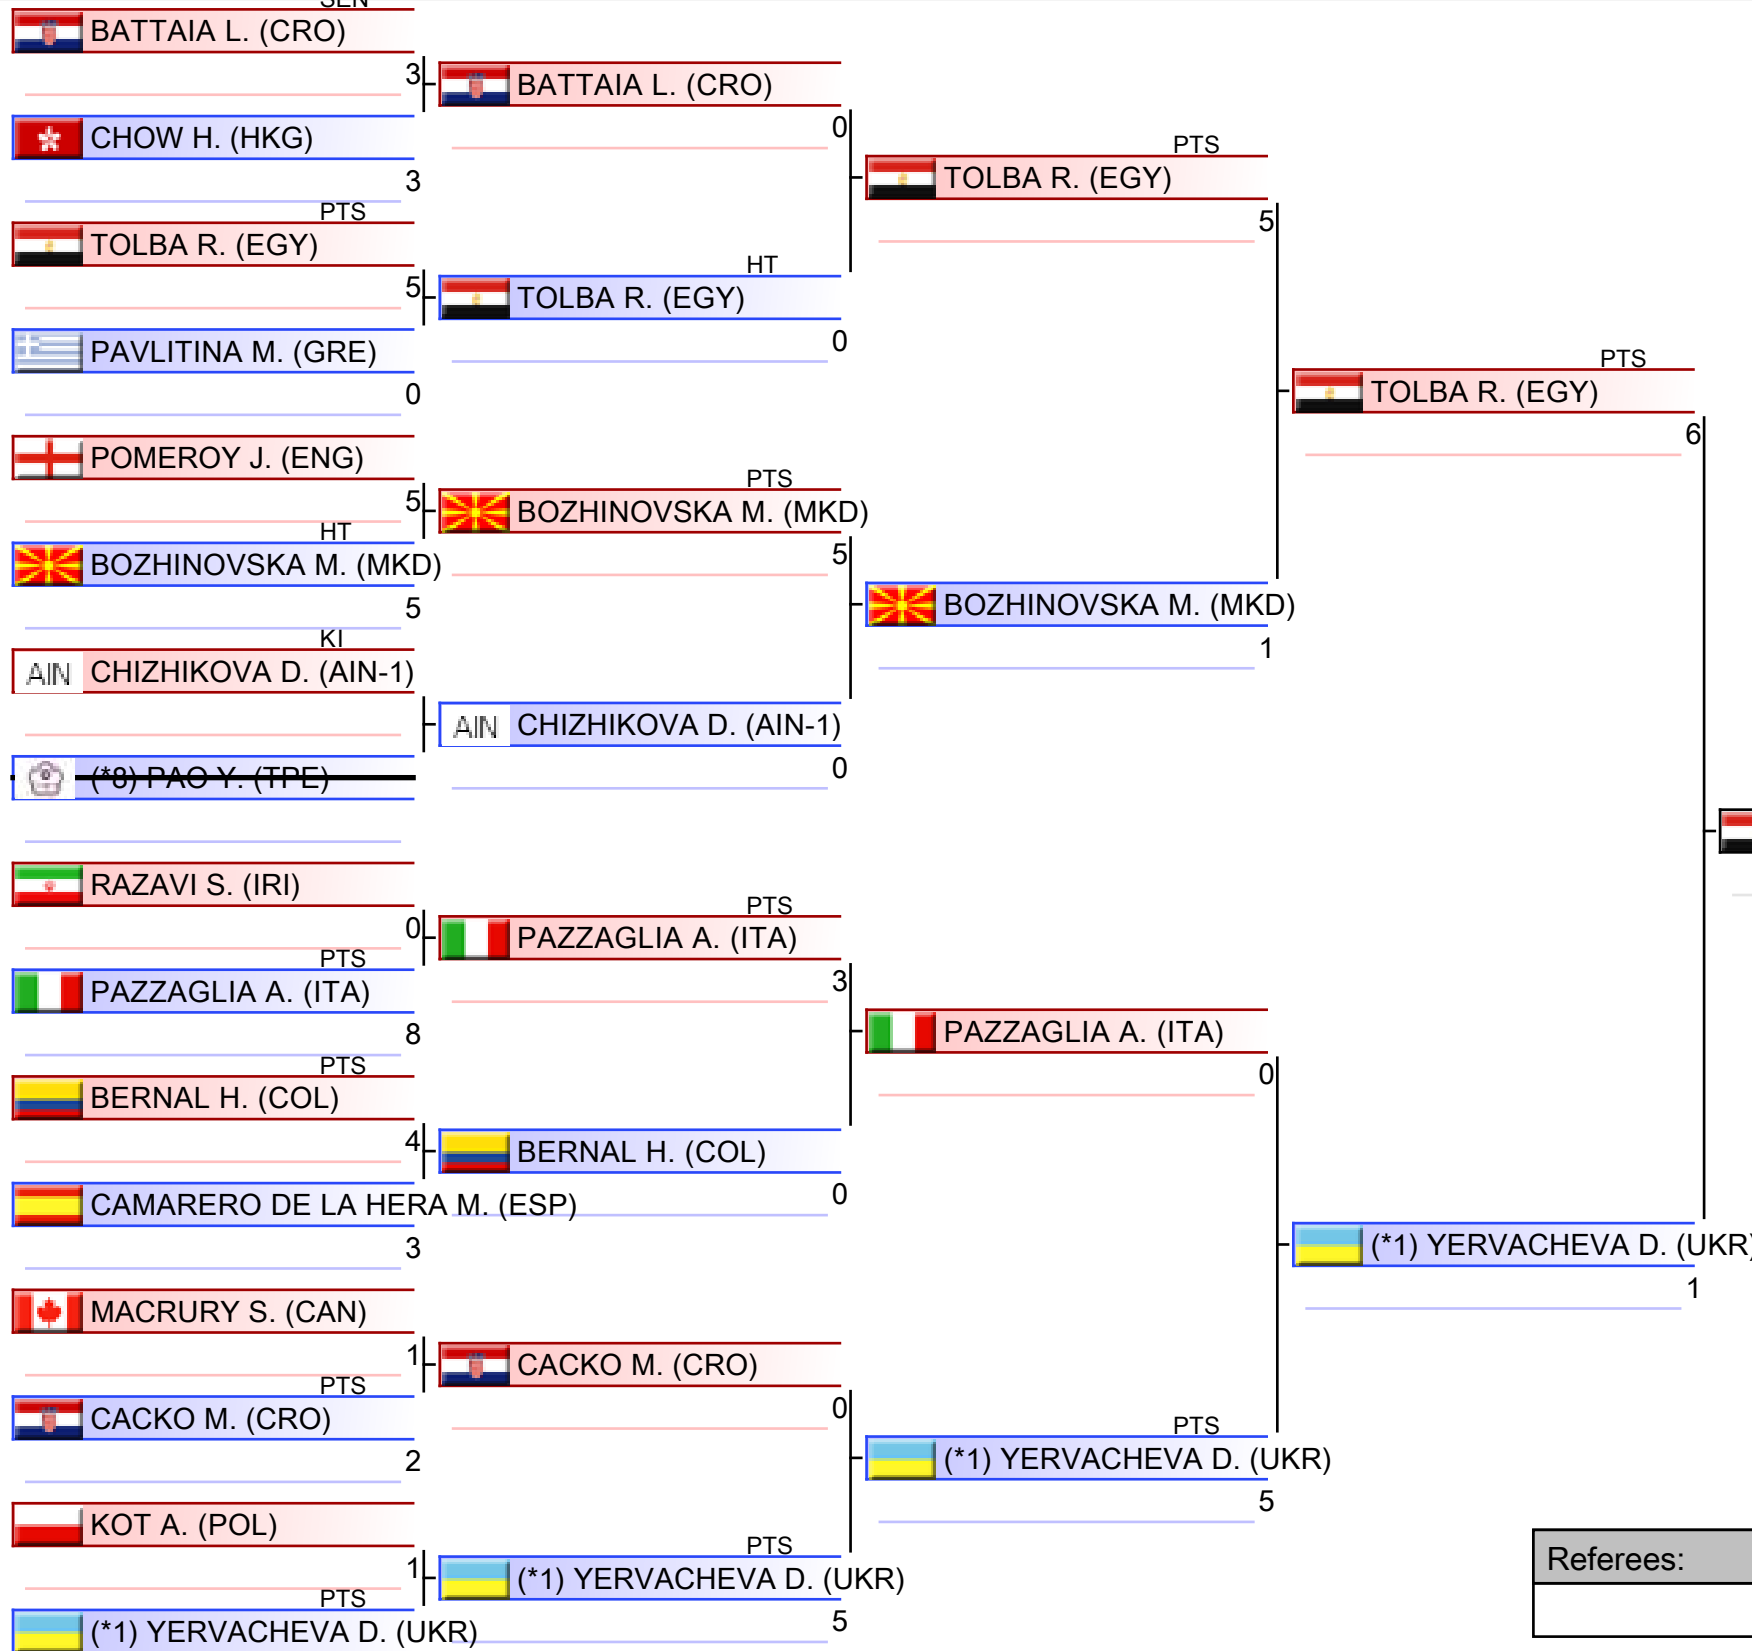 SEN
BATTAIA L. (CRO)
3
CHOW H. (HKG)
3
PTS
TOLBA R. (EGY)
5
PAVLITINA M. (GRE)
0
POMEROY J. (ENG)
5
HT
BOZHINOVSKA M. (MKD)
5
KI
AIN CHIZHIKOVA D. (AIN-1)
(*8) PAO Y. (TPE)
RAZAVI S. (IRI)
0
PTS
PAZZAGLIA A. (ITA)
8
PTS
BERNAL H. (COL)
4
CAMARERO DE LA HERA M. (ESP)
3
MACRURY S. (CAN)
1
PTS
CACKO M. (CRO)
2
KOT A. (POL)
1
PTS
(*1) YERVACHEVA D. (UKR)
BATTAIA L. (CRO)
0
HT
TOLBA R. (EGY)
0
PTS
BOZHINOVSKA M. (MKD)
5
AIN CHIZHIKOVA D. (AIN-1)
0
PTS
PAZZAGLIA A. (ITA)
3
BERNAL H. (COL)
0
CACKO M. (CRO)
0
PTS
(*1) YERVACHEVA D. (UKR)
5
PTS
TOLBA R. (EGY)
5
BOZHINOVSKA M. (MKD)
1
PAZZAGLIA A. (ITA)
0
PTS
(*1) YERVACHEVA D. (UKR)
5
PTS
TOLBA R. (EGY)
6
(*1) YERVACHEVA D. (UKR)
1
Referees: